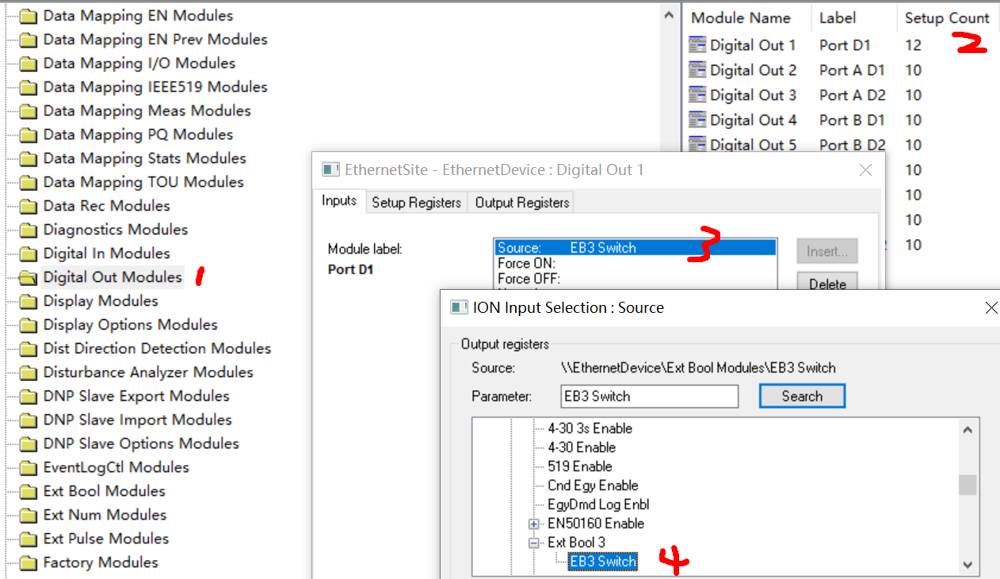 Data Mapping EN Modules
Data Mapping EN Prev Modules
Data Mapping I/O Modules
Data Mapping IEEE519 Modules
Data Mapping Meas Modules
Data Mapping PQ Modules
Data Mapping Stats Modules
Data Mapping TOU Modules
Data Rec Modules
Diagnostics Modules
Digital In Modules
Digital Out Modules 1
Display Modules
Display Options Modules
Dist Direction Detection Modules
Disturbance Analyzer Modules
DNP Slave Export Modules
DNP Slave Import Modules
DNP Slave Options Modules
EventLogCtl Modules
Ext Bool Modules
Ext Num Modules
Ext Pulse Modules
Factory Modules
Module Name Label Setup Count
2
Digital Out 1 Port D1 12
Digital Out 2 Port A D1 10
Digital Out 3 Port A D2 10
Digital Out 4 Port B D1 10
Digital Out 5 Port B D2 10
10
10
10
10
EthernetSite - EthernetDevice : Digital Out 1
Inputs Setup Registers Output Registers
Module label:
Port D1
Source: EB3 Switch 3
Force ON:
Force OFF:
Insert...
Delete
ION Input Selection : Source
Output registers
Source: \\EthernetDevice\Ext Bool Modules\EB3 Switch
Parameter: EB3 Switch Search
4-30 3s Enable
4-30 Enable
519 Enable
Cnd Egy Enable
EgyDmd Log Enbl
EN50160 Enable
Ext Bool 3
EB3 Switch 4